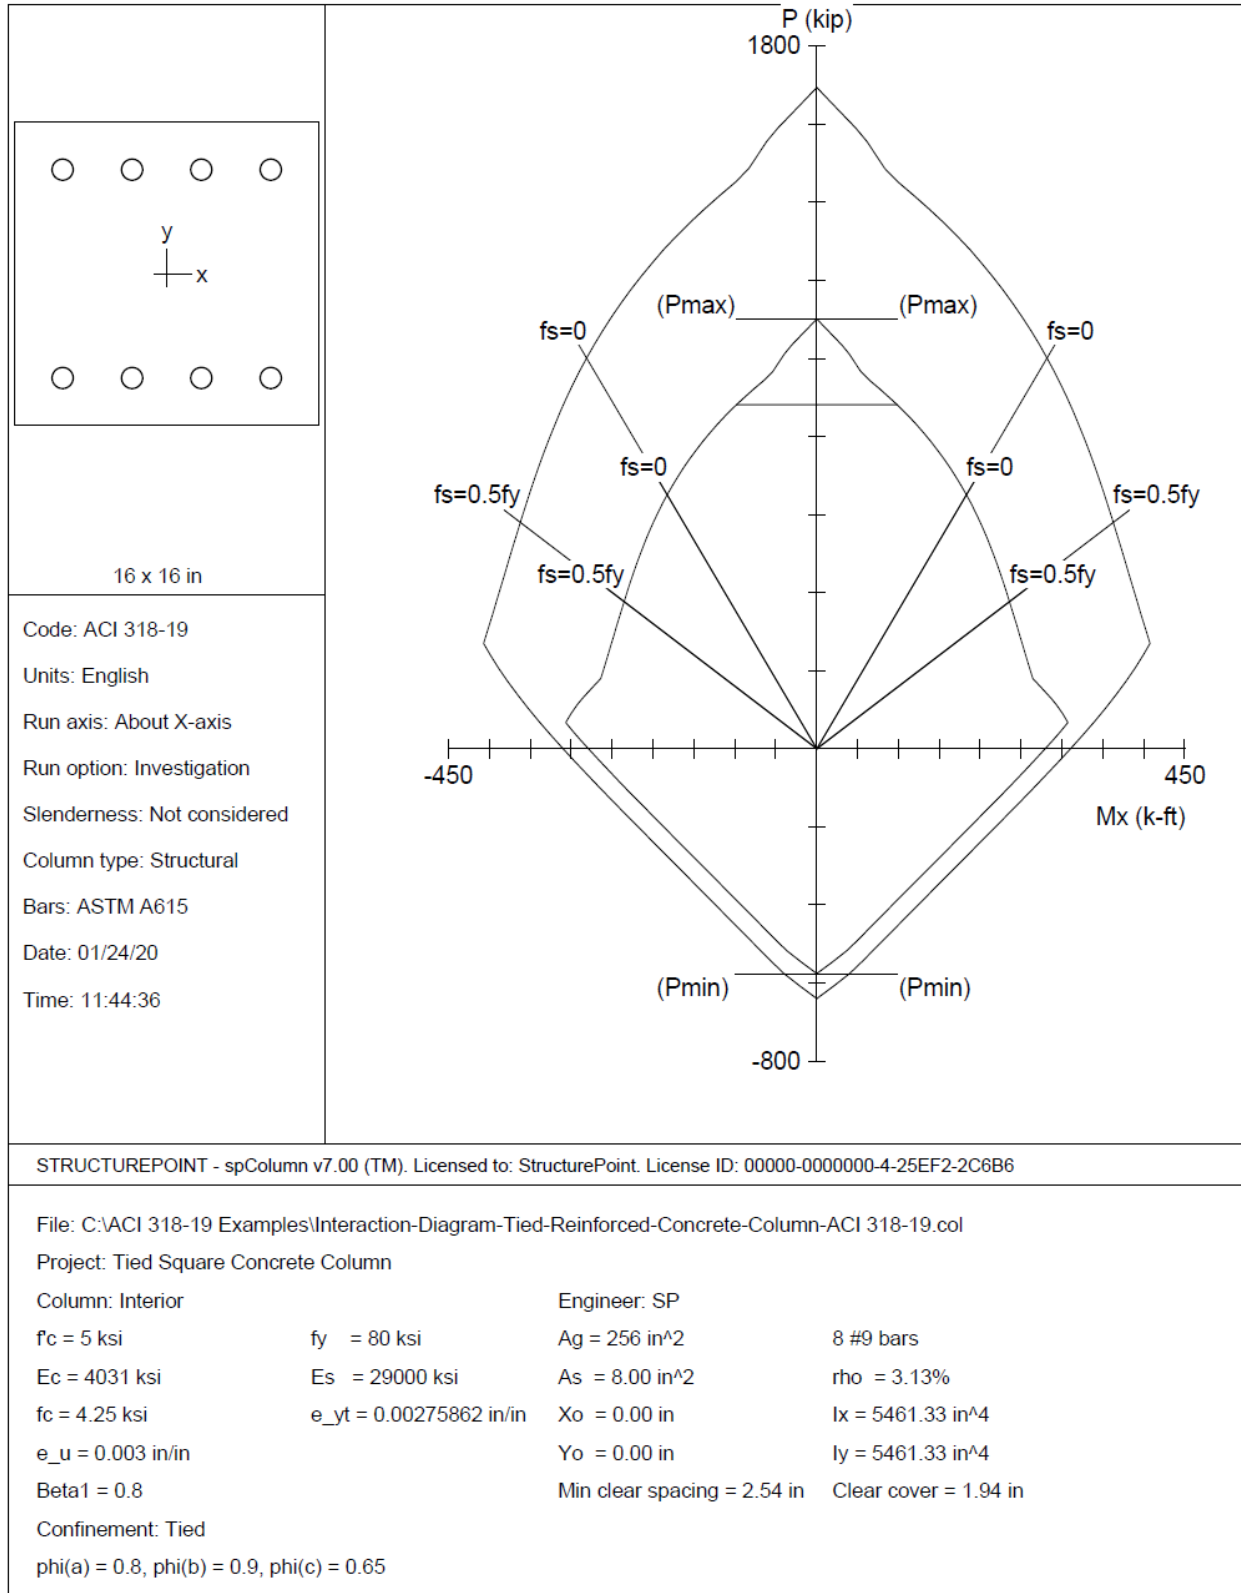 P (kip)
1800
y
x
(Pmax)
(Pmax)
fs=0
fs=0
fs=0
fs=0
fs=0.5fy
fs=0.5fy
fs=0.5fy
fs=0.5fy
-450
450
Mx (k-ft)
(Pmin)
(Pmin)
-800
16 x 16 in
Code: ACI 318-19
Units: English
Run axis: About X-axis
Run option: Investigation
Slenderness: Not considered
Column type: Structural
Bars: ASTM A615
Date: 01/24/20
Time: 11:44:36
STRUCTUREPOINT - spColumn v7.00 (TM). Licensed to: StructurePoint. License ID: 00000-0000000-4-25EF2-2C6B6
File: C:\ACI 318-19 Examples\Interaction-Diagram-Tied-Reinforced-Concrete-Column-ACI 318-19.col
Project: Tied Square Concrete Column
Column: Interior Engineer: SP
f'c = 5 ksi fy = 80 ksi Ag = 256 in^2 8 #9 bars
Ec = 4031 ksi Es = 29000 ksi As = 8.00 in^2 rho = 3.13%
fc = 4.25 ksi e_yt = 0.00275862 in/in Xo = 0.00 in Ix = 5461.33 in^4
e_u = 0.003 in/in Yo = 0.00 in Iy = 5461.33 in^4
Beta1 = 0.8 Min clear spacing = 2.54 in Clear cover = 1.94 in
Confinement: Tied
phi(a) = 0.8, phi(b) = 0.9, phi(c) = 0.65